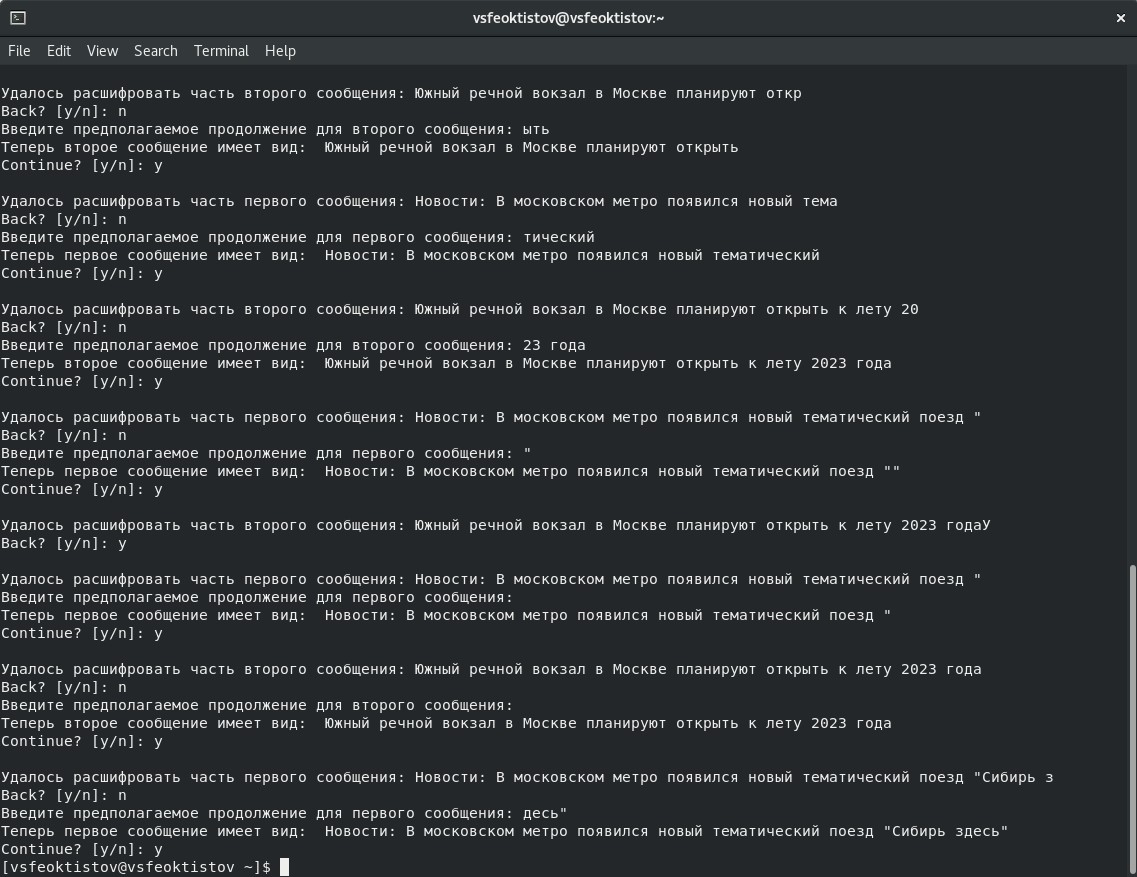 vsfeoktistov@vsfeoktistov:~
File Edit View Search Terminal Help
Удалось расшифровать часть второго сообщения: Южный речной вокзал в Москве планируют откр
Back? [y/n]: n
Введите предполагаемое продолжение для второго сообщения: ыть
Теперь второе сообщение имеет вид:  Южный речной вокзал в Москве планируют открыть
Continue? [y/n]: y
Удалось расшифровать часть первого сообщения: Новости: В московском метро появился новый тема
Back? [y/n]: n
Введите предполагаемое продолжение для первого сообщения: тический
Теперь первое сообщение имеет вид:  Новости: В московском метро появился новый тематический
Continue? [y/n]: y
Удалось расшифровать часть второго сообщения: Южный речной вокзал в Москве планируют открыть к лету 20
Back? [y/n]: n
Введите предполагаемое продолжение для второго сообщения: 23 года
Теперь второе сообщение имеет вид:  Южный речной вокзал в Москве планируют открыть к лету 2023 года
Continue? [y/n]: y
Удалось расшифровать часть первого сообщения: Новости: В московском метро появился новый тематический поезд "
Back? [y/n]: n
Введите предполагаемое продолжение для первого сообщения: "
Теперь первое сообщение имеет вид:  Новости: В московском метро появился новый тематический поезд ""
Continue? [y/n]: y
Удалось расшифровать часть второго сообщения: Южный речной вокзал в Москве планируют открыть к лету 2023 годаУ
Back? [y/n]: y
Удалось расшифровать часть первого сообщения: Новости: В московском метро появился новый тематический поезд "
Введите предполагаемое продолжение для первого сообщения:
Теперь первое сообщение имеет вид:  Новости: В московском метро появился новый тематический поезд "
Continue? [y/n]: y
Удалось расшифровать часть второго сообщения: Южный речной вокзал в Москве планируют открыть к лету 2023 года
Back? [y/n]: n
Введите предполагаемое продолжение для второго сообщения:
Теперь второе сообщение имеет вид:  Южный речной вокзал в Москве планируют открыть к лету 2023 года
Continue? [y/n]: y
Удалось расшифровать часть первого сообщения: Новости: В московском метро появился новый тематический поезд "Сибирь з
Back? [y/n]: n
Введите предполагаемое продолжение для первого сообщения: десь"
Теперь первое сообщение имеет вид:  Новости: В московском метро появился новый тематический поезд "Сибирь здесь"
Continue? [y/n]: y
[vsfeoktistov@vsfeoktistov ~]$